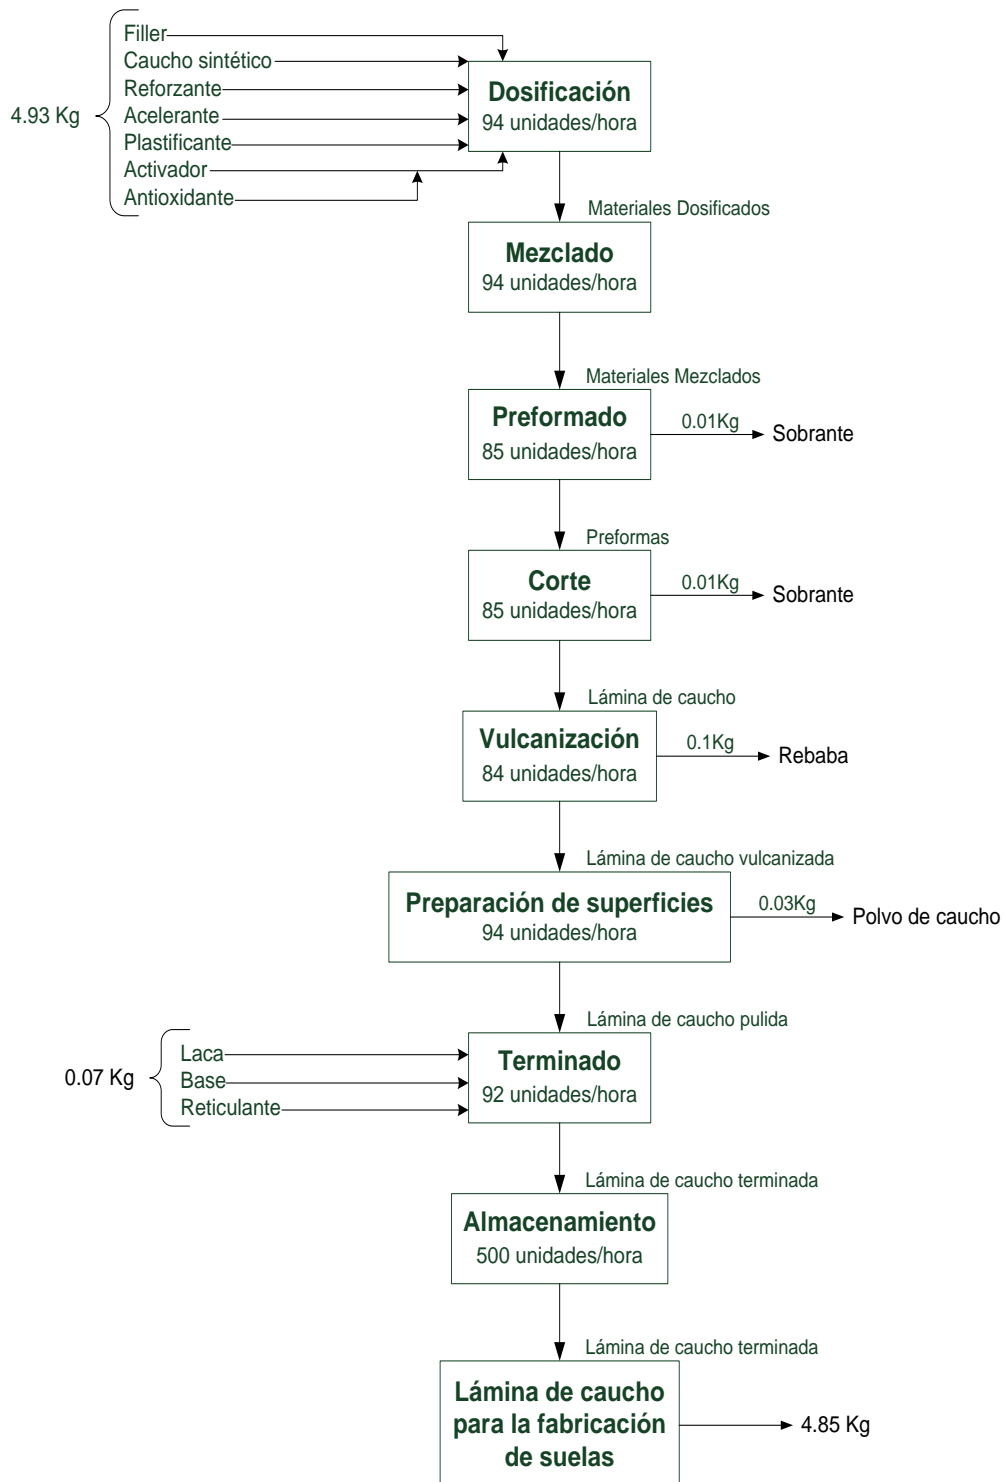 Filler
Caucho sintético
Reforzante
4.93 Kg
Acelerante
Plastificante
Activador
Antioxidante
Dosificación
94 unidades/hora
Materiales Dosificados
Mezclado
94 unidades/hora
Materiales Mezclados
Preformado
85 unidades/hora
0.01Kg
Sobrante
Preformas
Corte
85 unidades/hora
0.01Kg
Sobrante
Lámina de caucho
Vulcanización
84 unidades/hora
0.1Kg
Rebaba
Lámina de caucho vulcanizada
Preparación de superficies
94 unidades/hora
0.03Kg
Polvo de caucho
Lámina de caucho pulida
0.07 Kg
Laca
Base
Reticulante
Terminado
92 unidades/hora
Lámina de caucho terminada
Almacenamiento
500 unidades/hora
Lámina de caucho terminada
Lámina de caucho
para la fabricación
de suelas
4.85 Kg